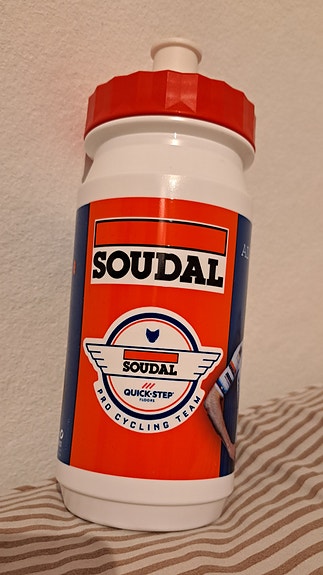 SOUDAL
SOUDAL
QUICK-STEP
FLOORS
PRO CYCLING TEAM